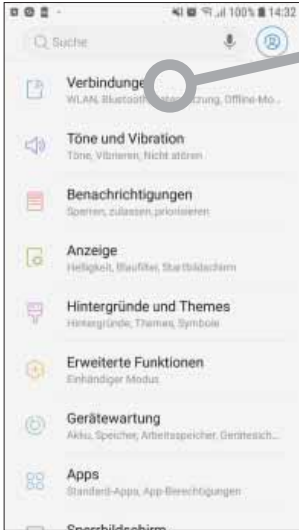 100% 14:32
Suche
Verbindunge
WLAN, Bluetooth zung, Offline-Mo...
Töne und Vibration
Töne, Vibrieren, Nicht stören
Benachrichtigungen
Sperren, zulassen, priorisieren
Anzeige
Helligkeit, Blaufilter, Startbildschirm
Hintergründe und Themes
Hintergründe, Themes, Symbole
Erweiterte Funktionen
Einhändiger Modus
Gerätewartung
Akku, Speicher, Arbeitsspeicher, Gerätesich...
Apps
Standard-Apps, App-Berechtigungen
Sperrbildschirm